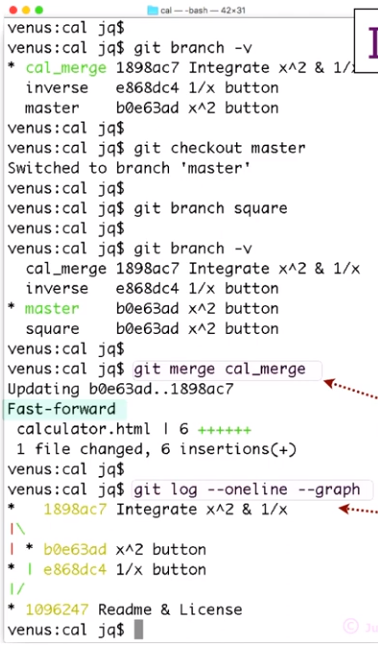 cal — -bash — 42×31
venus:cal jq$
venus:cal jq$ git branch -v
* cal_merge 1898ac7 Integrate x^2 & 1/x
  inverse   e868dc4 1/x button
  master    b0e63ad x^2 button
venus:cal jq$
venus:cal jq$ git checkout master
Switched to branch 'master'
venus:cal jq$
venus:cal jq$ git branch square
venus:cal jq$
venus:cal jq$ git branch -v
  cal_merge 1898ac7 Integrate x^2 & 1/x
  inverse   e868dc4 1/x button
* master    b0e63ad x^2 button
  square    b0e63ad x^2 button
venus:cal jq$
venus:cal jq$ git merge cal_merge
Updating b0e63ad..1898ac7
Fast-forward
 calculator.html | 6 ++++++
 1 file changed, 6 insertions(+)
venus:cal jq$
venus:cal jq$ git log --oneline --graph
*   1898ac7 Integrate x^2 & 1/x
|\
| * b0e63ad x^2 button
* | e868dc4 1/x button
|/
* 1096247 Readme & License
venus:cal jq$
© Ju